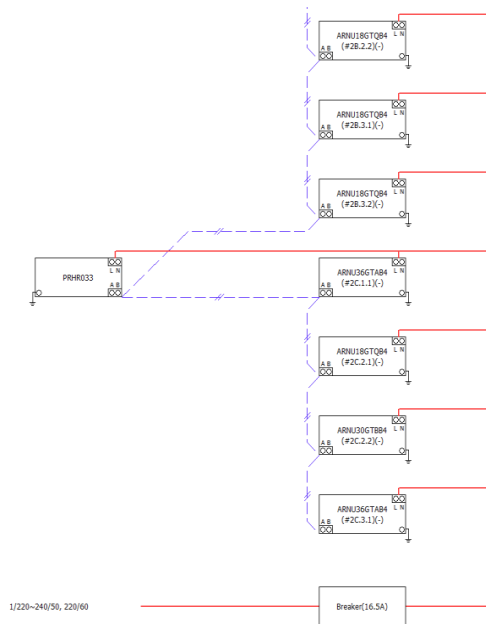 ARNU18GTQB4
(#2B.2.2)(-)
A B
L N
ARNU18GTQB4
(#2B.3.1)(-)
A B
L N
ARNU18GTQB4
(#2B.3.2)(-)
A B
L N
PRHR033
L N
A B
ARNU36GTAB4
(#2C.1.1)(-)
A B
L N
ARNU18GTQB4
(#2C.2.1)(-)
A B
L N
ARNU30GTBB4
(#2C.2.2)(-)
A B
L N
ARNU36GTAB4
(#2C.3.1)(-)
A B
L N
1/220~240/50, 220/60
Breaker(16.5A)